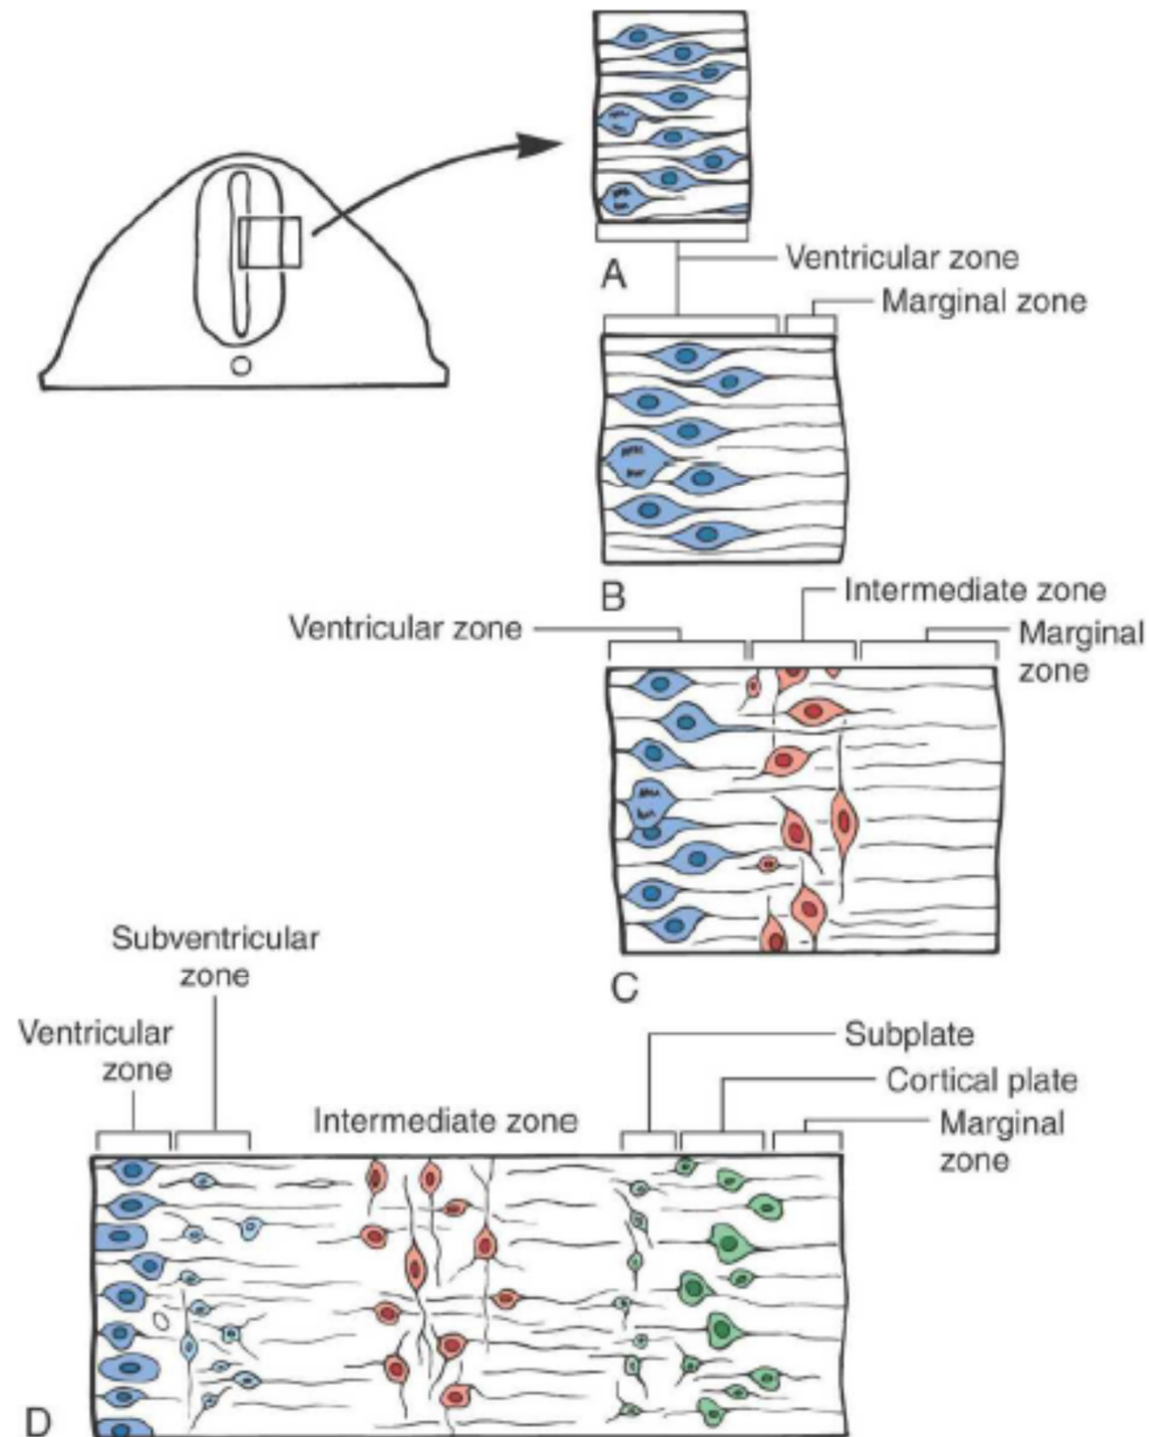 A
Ventricular zone
Marginal zone
B
Intermediate zone
Ventricular zone
Marginal
zone
C
Subventricular
zone
Ventricular
zone
Subplate
Cortical plate
Intermediate zone
Marginal
zone
D